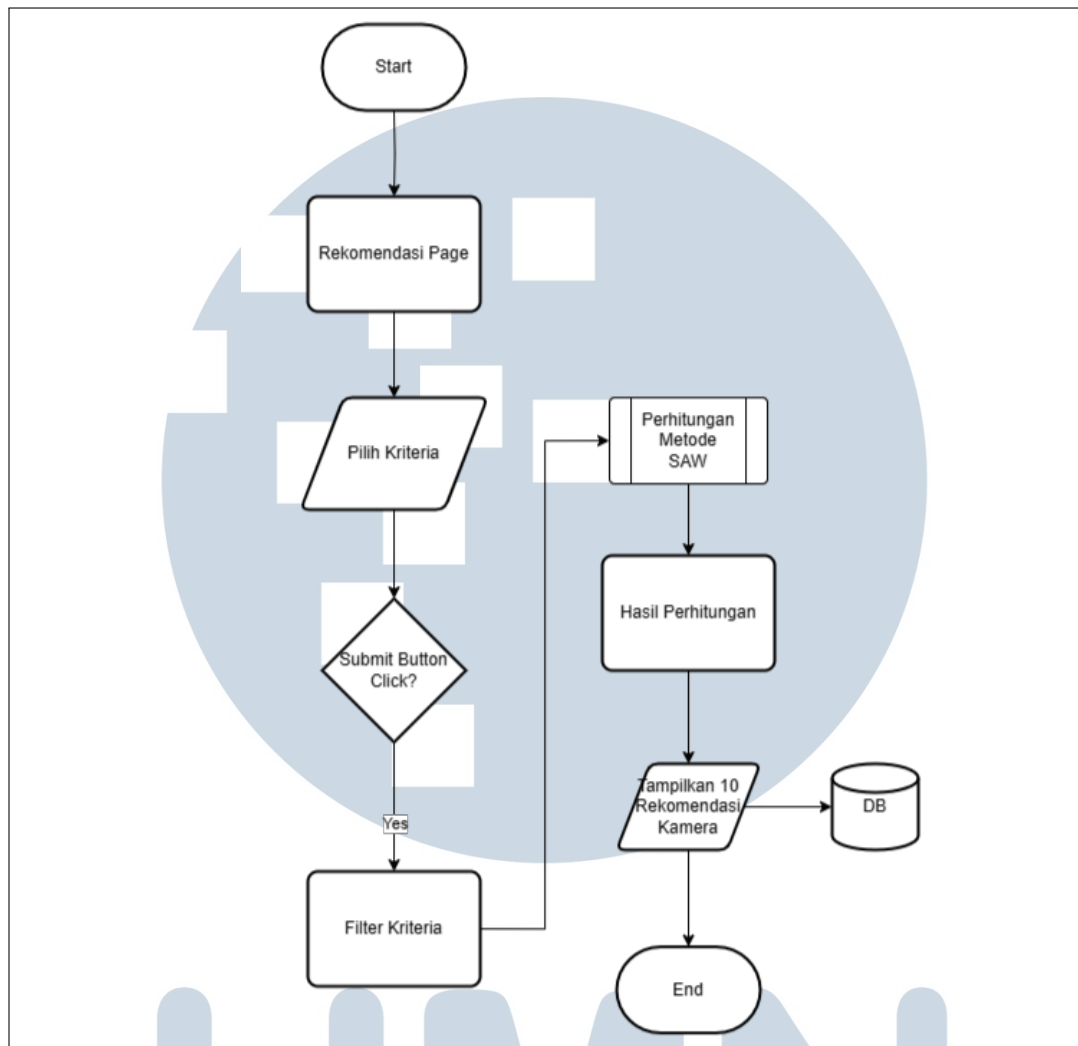 Start
Rekomendasi Page
Pilih Kriteria
Submit Button
Click?
Yes
Filter Kriteria
Perhitungan
Metode
SAW
Hasil Perhitungan
Tampilkan 10
Rekomendasi
Kamera
DB
End